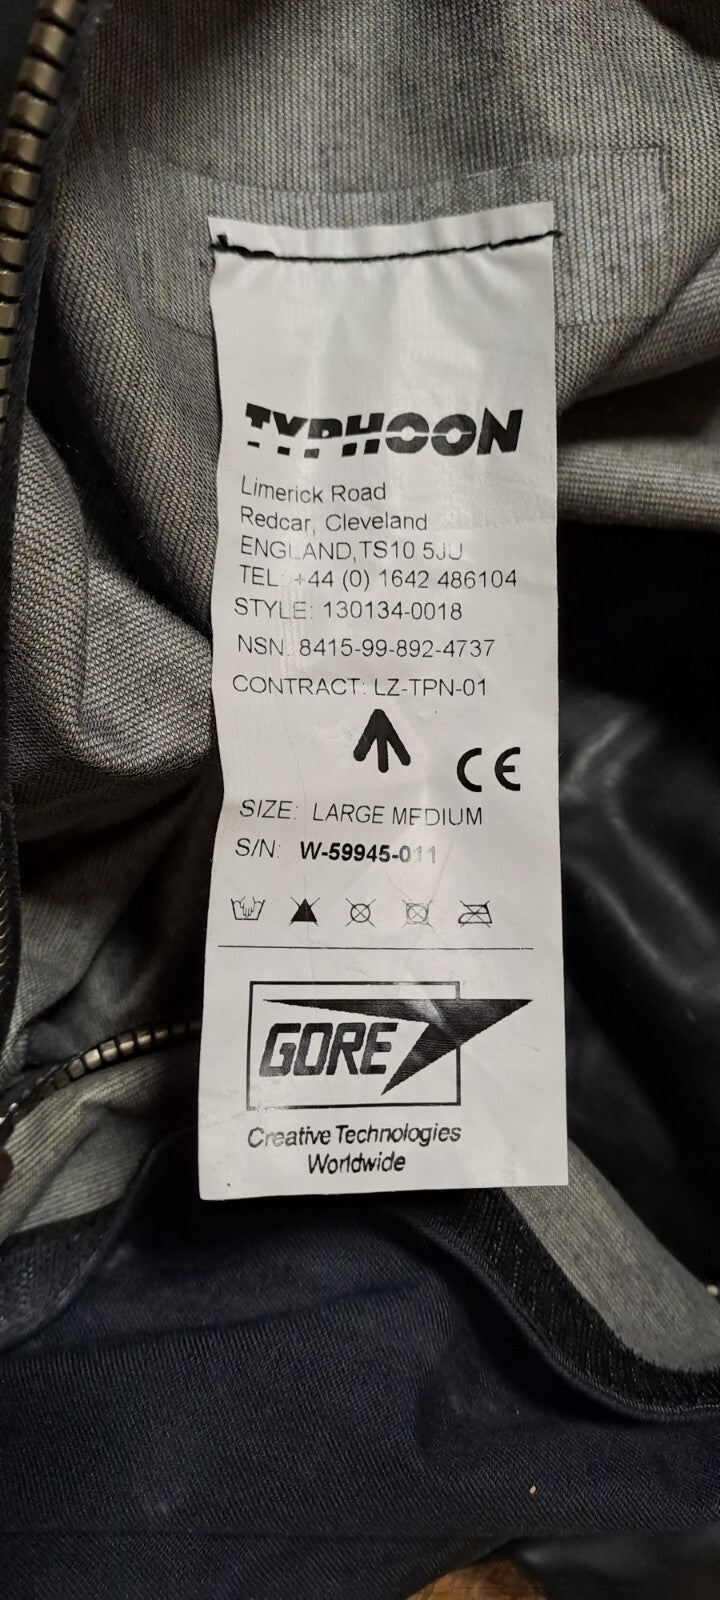 TYPHOON
Limerick Road
Redcar, Cleveland
ENGLAND,TS10 5JU
TEL: +44 (0) 1642 486104
STYLE: 130134-0018
NSN: 8415-99-892-4737
CONTRACT: LZ-TPN-01
CE
SIZE: LARGE MEDIUM
S/N: W-59945-011
GORE
Creative Technologies
Worldwide